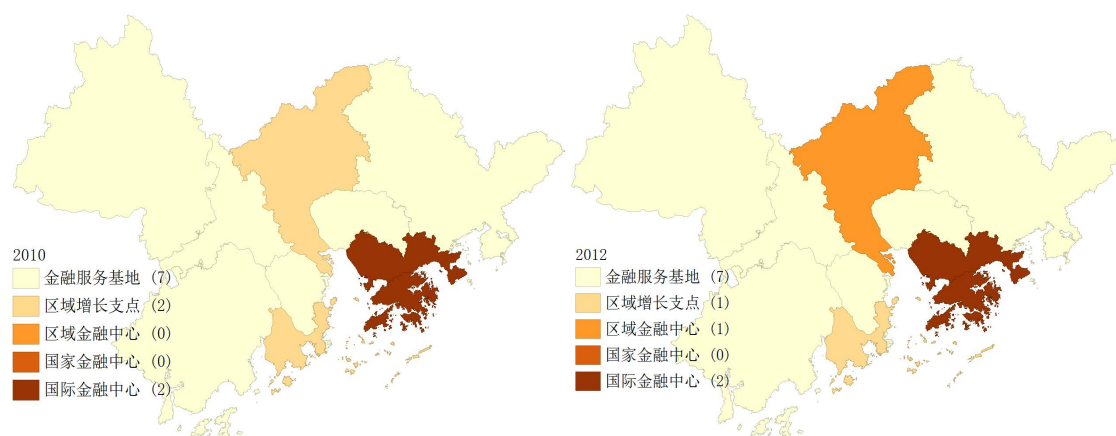 2010
金融服务基地 (7)
区域增长支点 (2)
区域金融中心 (0)
国家金融中心 (0)
国际金融中心 (2)
2012
金融服务基地 (7)
区域增长支点 (1)
区域金融中心 (1)
国家金融中心 (0)
国际金融中心 (2)